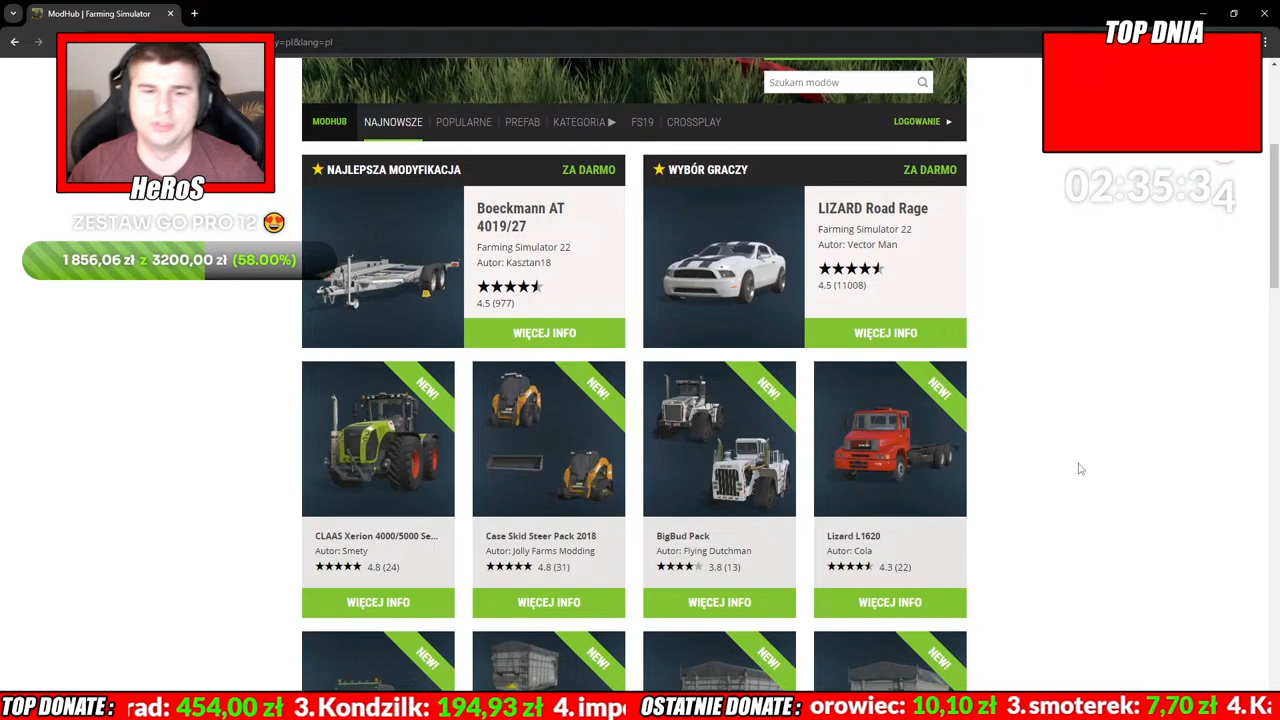 ModHub | Farming Simulator
y=pl&lang=pl
TOP DNIA
HeRoS
ZESTAW GO PRO 12 😍
1 856,06 zł z 3200,00 zł (58.00%)
02:35:34
Szukam modów
MODHUB NAJNOWSZE | POPULARNE | PREFAB | KATEGORIA ▶ | FS19 | CROSSPLAY LOGOWANIE ▶
NAJLEPSZA MODYFIKACJA ZA DARMO
Boeckmann AT
4019/27
Farming Simulator 22
Autor: Kasztan18
4.5 (977)
WIĘCEJ INFO
WYBÓR GRACZY ZA DARMO
LIZARD Road Rage
Farming Simulator 22
Autor: Vector Man
4.5 (11008)
WIĘCEJ INFO
NEW!
CLAAS Xerion 4000/5000 Se...
Autor: Smety
4.8 (24)
WIĘCEJ INFO
NEW!
Case Skid Steer Pack 2018
Autor: Jolly Farms Modding
4.8 (31)
WIĘCEJ INFO
NEW!
BigBud Pack
Autor: Flying Dutchman
3.8 (13)
WIĘCEJ INFO
NEW!
Lizard L1620
Autor: Cola
4.3 (22)
WIĘCEJ INFO
NEW!
NEW!
NEW!
NEW!
TOP DONATE : rad: 454,00 zł 3.Kondzilk: 194,93 zł 4. imp
OSTATNIE DONATE : orowiec: 10,10 zł 3. smoterek: 7,70 zł 4. K